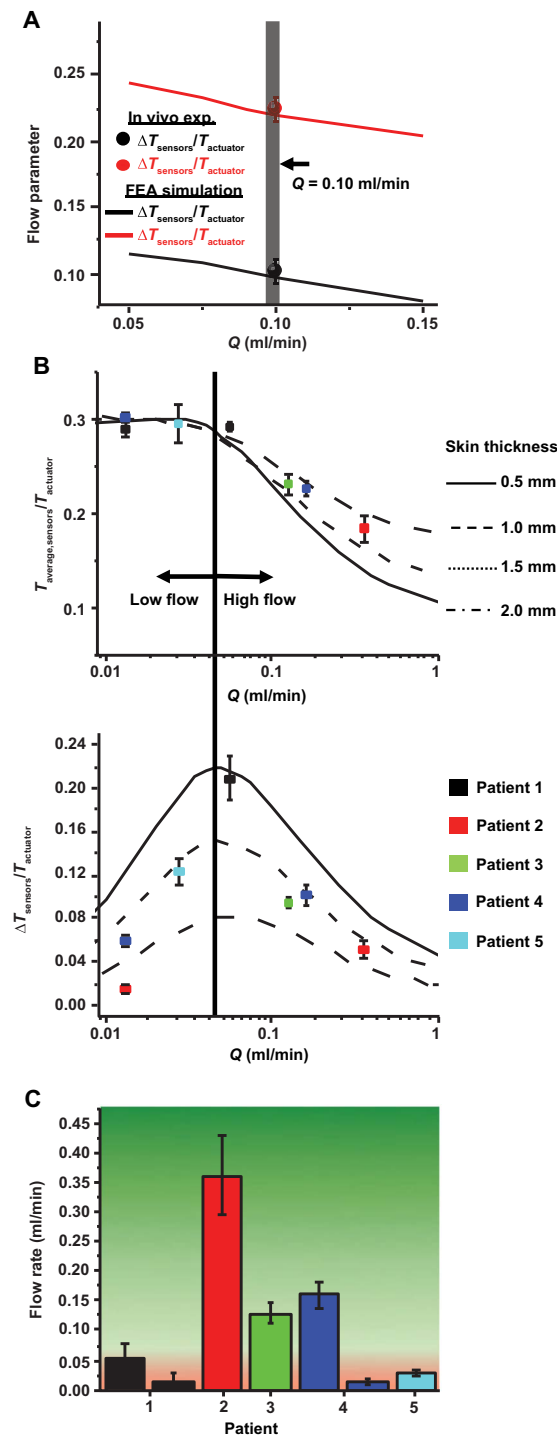 A
Flow parameter
0.25
0.20
0.15
0.10
In vivo exp.
ΔTsensors/Tactuator
ΔTsensors/Tactuator
FEA simulation
ΔTsensors/Tactuator
ΔTsensors/Tactuator
Q = 0.10 ml/min
0.05 0.10 0.15
Q (ml/min)
B
Taverage,sensors/Tactuator
0.3
0.2
0.1
Low flow High flow
0.01 0.1 1
Q (ml/min)
Skin thickness
0.5 mm
1.0 mm
1.5 mm
2.0 mm
ΔTsensors/Tactuator
0.24
0.20
0.16
0.12
0.08
0.04
0.00
0.01 0.1 1
Q (ml/min)
Patient 1
Patient 2
Patient 3
Patient 4
Patient 5
C
Flow rate (ml/min)
0.45
0.40
0.35
0.30
0.25
0.20
0.15
0.10
0.05
0.00
1 2 3 4 5
Patient